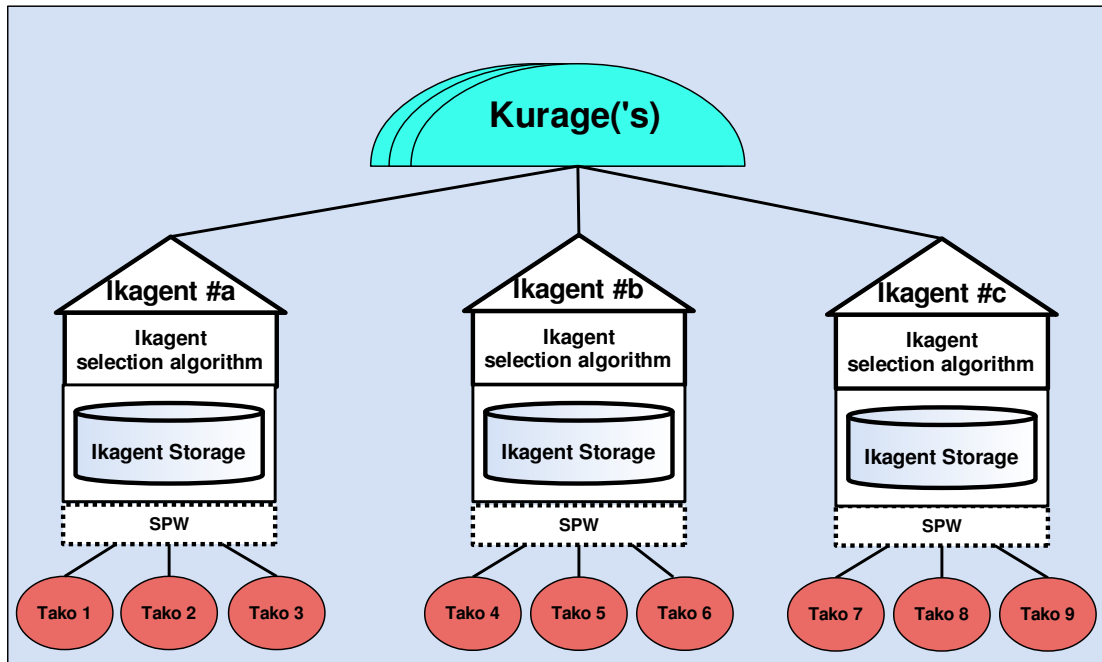 Kurage('s)
Ikagent #a
Ikagent #b
Ikagent #c
Ikagent
selection algorithm
Ikagent
selection algorithm
Ikagent
selection algorithm
Ikagent Storage
Ikagent Storage
Ikagent Storage
SPW
SPW
SPW
Tako 1
Tako 2
Tako 3
Tako 4
Tako 5
Tako 6
Tako 7
Tako 8
Tako 9